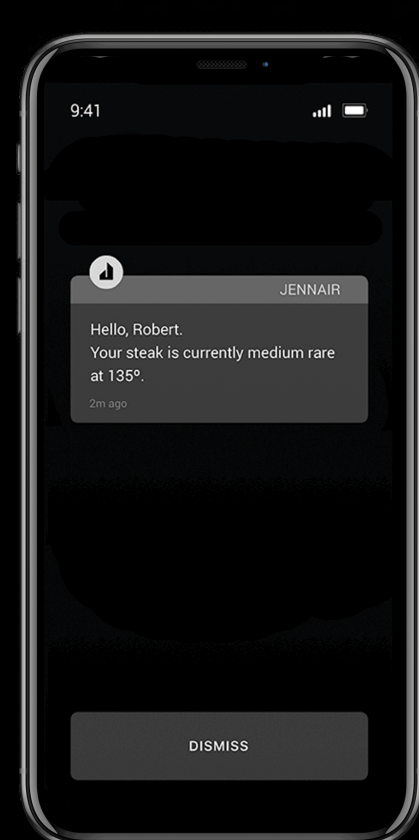 9:41
JENNAIR
Hello, Robert.
Your steak is currently medium rare
at 135º.
2m ago
DISMISS